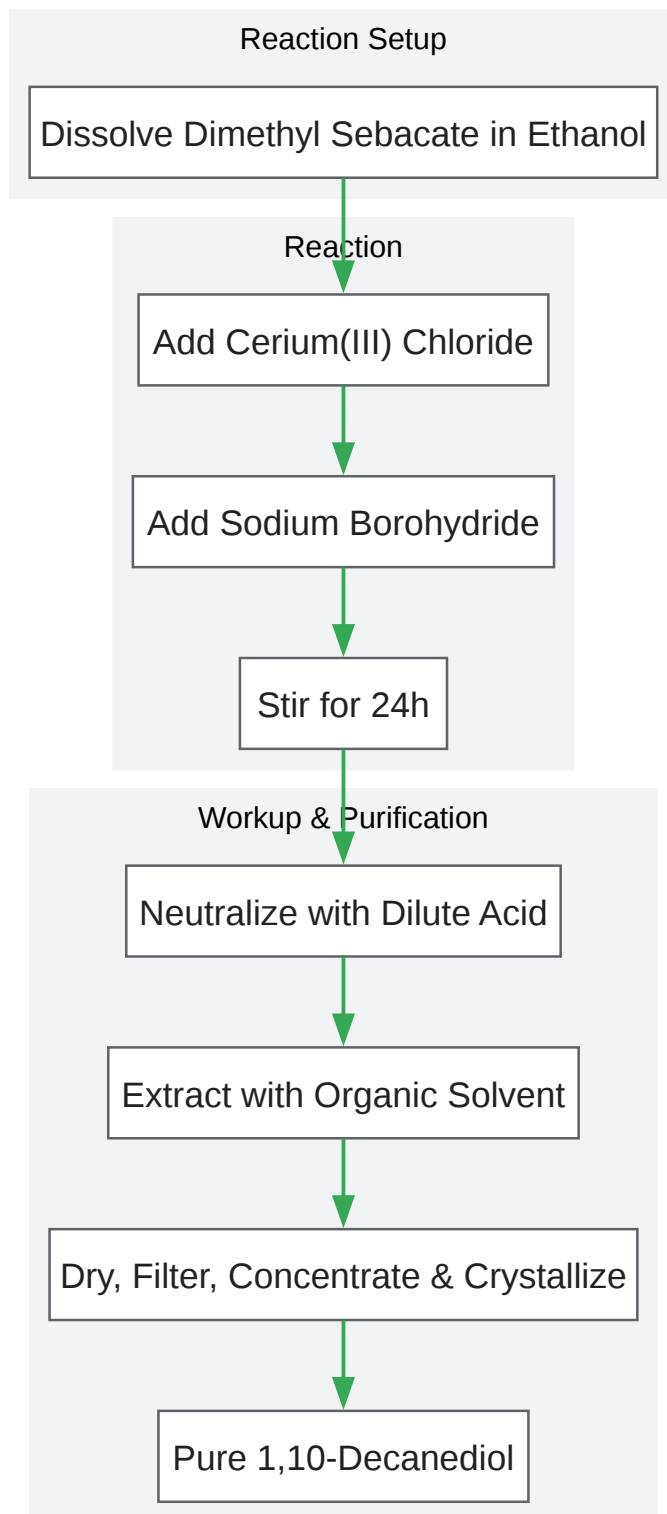 Reaction Setup
Dissolve Dimethyl Sebacate in Ethanol
Reaction
Add Cerium(III) Chloride
Add Sodium Borohydride
Stir for 24h
Workup & Purification
Neutralize with Dilute Acid
Extract with Organic Solvent
Dry, Filter, Concentrate & Crystallize
Pure 1,10-Decanediol